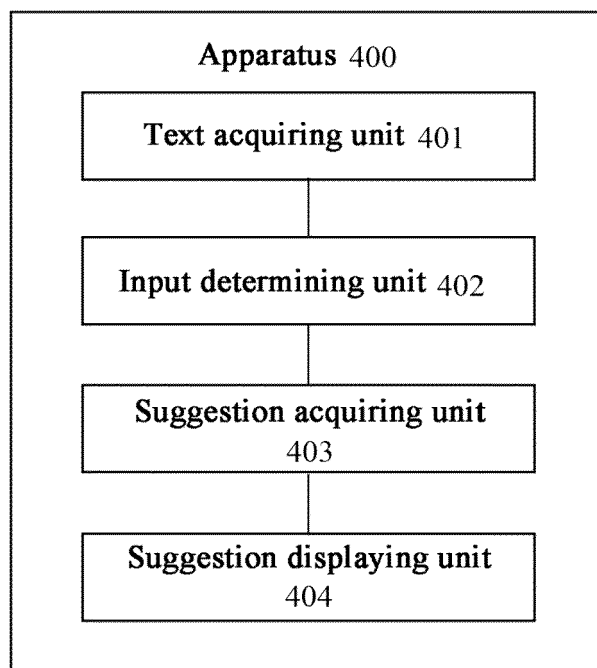 Apparatus 400
Text acquiring unit 401
Input determining unit 402
Suggestion acquiring unit
403
Suggestion displaying unit
404